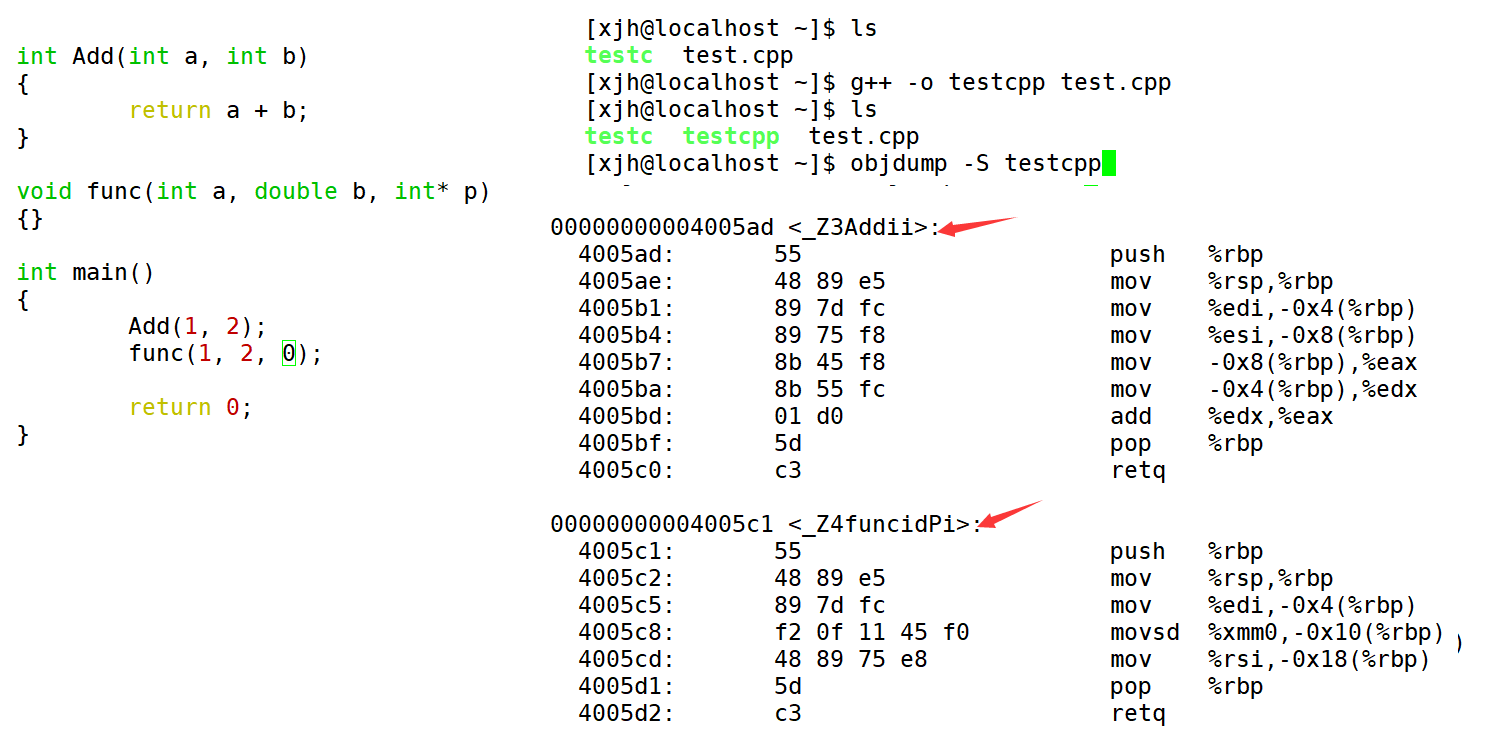 int Add(int a, int b)
{
        return a + b;
}

void func(int a, double b, int* p)
{}

int main()
{
        Add(1, 2);
        func(1, 2, 0);

        return 0;
}

[xjh@localhost ~]$ ls
testc  test.cpp
[xjh@localhost ~]$ g++ -o testcpp test.cpp
[xjh@localhost ~]$ ls
testc  testcpp  test.cpp
[xjh@localhost ~]$ objdump -S testcpp

00000000004005ad <_Z3Addii>:
  4005ad:       55                      push   %rbp
  4005ae:       48 89 e5                mov    %rsp,%rbp
  4005b1:       89 7d fc                mov    %edi,-0x4(%rbp)
  4005b4:       89 75 f8                mov    %esi,-0x8(%rbp)
  4005b7:       8b 45 f8                mov    -0x8(%rbp),%eax
  4005ba:       8b 55 fc                mov    -0x4(%rbp),%edx
  4005bd:       01 d0                   add    %edx,%eax
  4005bf:       5d                      pop    %rbp
  4005c0:       c3                      retq

00000000004005c1 <_Z4funcidPi>:
  4005c1:       55                      push   %rbp
  4005c2:       48 89 e5                mov    %rsp,%rbp
  4005c5:       89 7d fc                mov    %edi,-0x4(%rbp)
  4005c8:       f2 0f 11 45 f0          movsd  %xmm0,-0x10(%rbp)
  4005cd:       48 89 75 e8             mov    %rsi,-0x18(%rbp)
  4005d1:       5d                      pop    %rbp
  4005d2:       c3                      retq